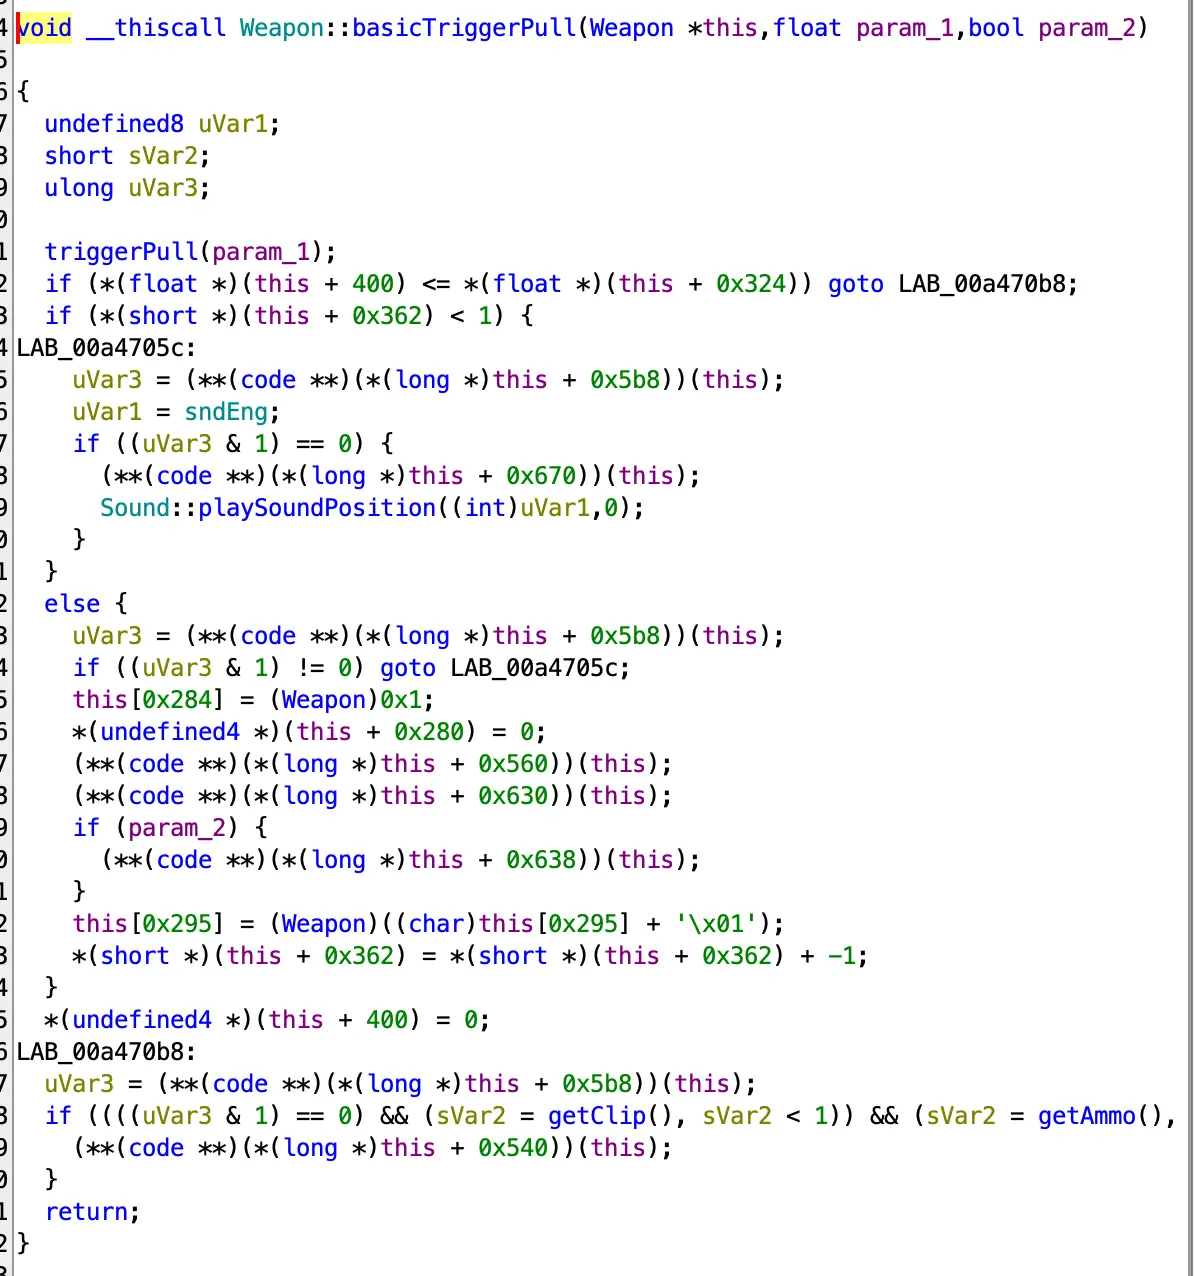 4 void __thiscall Weapon::basicTriggerPull(Weapon *this,float param_1,bool param_2)
5
6 {
7   undefined8 uVar1;
8   short sVar2;
9   ulong uVar3;
0
1   triggerPull(param_1);
2   if (*(float *)(this + 400) <= *(float *)(this + 0x324)) goto LAB_00a470b8;
3   if (*(short *)(this + 0x362) < 1) {
4 LAB_00a4705c:
5     uVar3 = (**(code **)(*(long *)this + 0x5b8))(this);
6     uVar1 = sndEng;
7     if ((uVar3 & 1) == 0) {
8       (**(code **)(*(long *)this + 0x670))(this);
9       Sound::playSoundPosition((int)uVar1,0);
0     }
1   }
2   else {
3     uVar3 = (**(code **)(*(long *)this + 0x5b8))(this);
4     if ((uVar3 & 1) != 0) goto LAB_00a4705c;
5     this[0x284] = (Weapon)0x1;
6     *(undefined4 *)(this + 0x280) = 0;
7     (**(code **)(*(long *)this + 0x560))(this);
8     (**(code **)(*(long *)this + 0x630))(this);
9     if (param_2) {
0       (**(code **)(*(long *)this + 0x638))(this);
1     }
2     this[0x295] = (Weapon)((char)this[0x295] + '\x01');
3     *(short *)(this + 0x362) = *(short *)(this + 0x362) + -1;
4   }
5   *(undefined4 *)(this + 400) = 0;
6 LAB_00a470b8:
7   uVar3 = (**(code **)(*(long *)this + 0x5b8))(this);
8   if ((((uVar3 & 1) == 0) && (sVar2 = getClip(), sVar2 < 1)) && (sVar2 = getAmmo(),
9     (**(code **)(*(long *)this + 0x540))(this);
0   }
1   return;
2 }
3